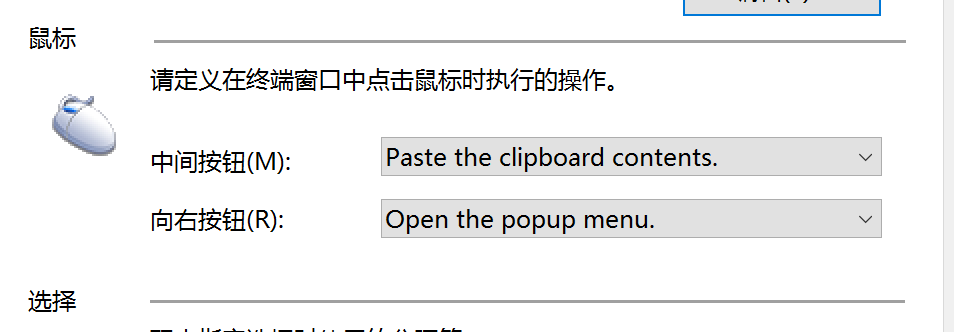 鼠标
请定义在终端窗口中点击鼠标时执行的操作。
中间按钮(M): Paste the clipboard contents.
向右按钮(R): Open the popup menu.
选择